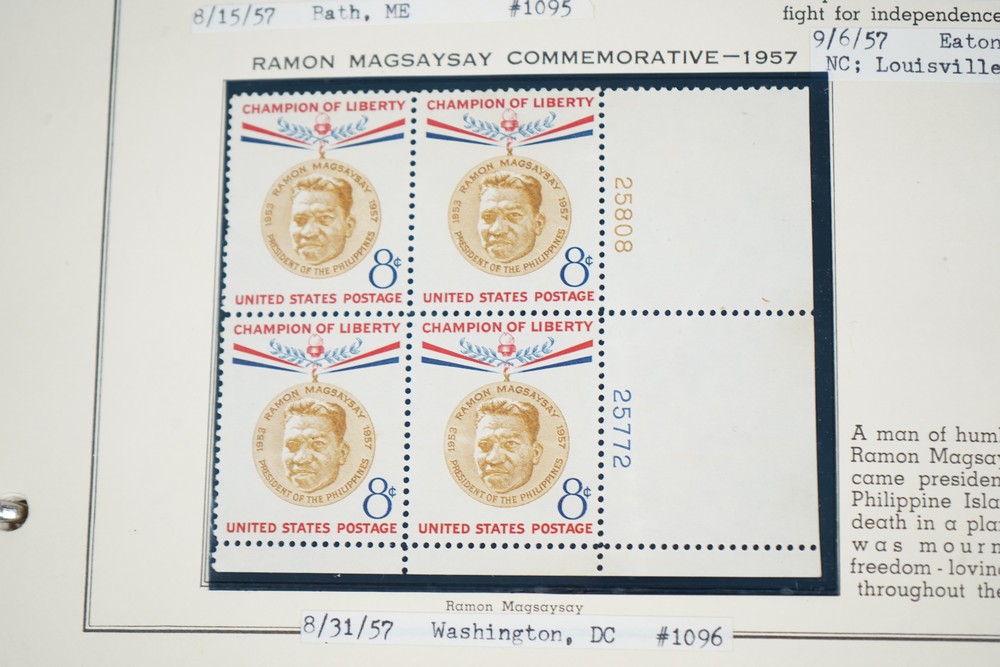 8/15/57 Bath, ME #1095
fight for independence
9/6/57 Eaton
NC; Louisville
RAMON MAGSAYSAY COMMEMORATIVE—1957
CHAMPION OF LIBERTY
RAMON MAGSAYSAY
1953 1957
PRESIDENT OF THE PHILIPPINES
8¢
UNITED STATES POSTAGE
CHAMPION OF LIBERTY
RAMON MAGSAYSAY
1953 1957
PRESIDENT OF THE PHILIPPINES
8¢
UNITED STATES POSTAGE
25808
CHAMPION OF LIBERTY
RAMON MAGSAYSAY
1953 1957
PRESIDENT OF THE PHILIPPINES
8¢
UNITED STATES POSTAGE
CHAMPION OF LIBERTY
RAMON MAGSAYSAY
1953 1957
PRESIDENT OF THE PHILIPPINES
8¢
UNITED STATES POSTAGE
25772
A man of huml
Ramon Magsay
came presiden
Philippine Isla
death in a plan
was mourn
freedom-loving
throughout the
Ramon Magsaysay
8/31/57 Washington, DC #1096